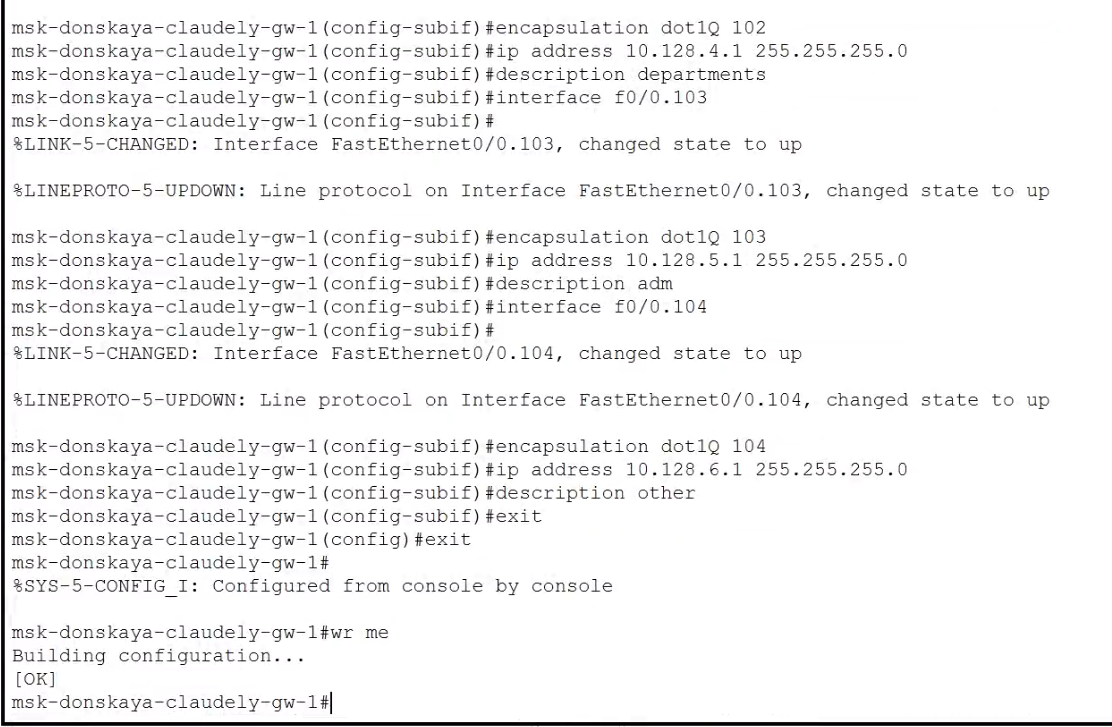 msk-donskaya-claudely-gw-1(config-subif)#encapsulation dot1Q 102
msk-donskaya-claudely-gw-1(config-subif)#ip address 10.128.4.1 255.255.255.0
msk-donskaya-claudely-gw-1(config-subif)#description departments
msk-donskaya-claudely-gw-1(config-subif)#interface f0/0.103
msk-donskaya-claudely-gw-1(config-subif)#
%LINK-5-CHANGED: Interface FastEthernet0/0.103, changed state to up
%LINEPROTO-5-UPDOWN: Line protocol on Interface FastEthernet0/0.103, changed state to up
msk-donskaya-claudely-gw-1(config-subif)#encapsulation dot1Q 103
msk-donskaya-claudely-gw-1(config-subif)#ip address 10.128.5.1 255.255.255.0
msk-donskaya-claudely-gw-1(config-subif)#description adm
msk-donskaya-claudely-gw-1(config-subif)#interface f0/0.104
msk-donskaya-claudely-gw-1(config-subif)#
%LINK-5-CHANGED: Interface FastEthernet0/0.104, changed state to up
%LINEPROTO-5-UPDOWN: Line protocol on Interface FastEthernet0/0.104, changed state to up
msk-donskaya-claudely-gw-1(config-subif)#encapsulation dot1Q 104
msk-donskaya-claudely-gw-1(config-subif)#ip address 10.128.6.1 255.255.255.0
msk-donskaya-claudely-gw-1(config-subif)#description other
msk-donskaya-claudely-gw-1(config-subif)#exit
msk-donskaya-claudely-gw-1(config)#exit
msk-donskaya-claudely-gw-1#
%SYS-5-CONFIG_I: Configured from console by console
msk-donskaya-claudely-gw-1#wr me
Building configuration...
[OK]
msk-donskaya-claudely-gw-1#